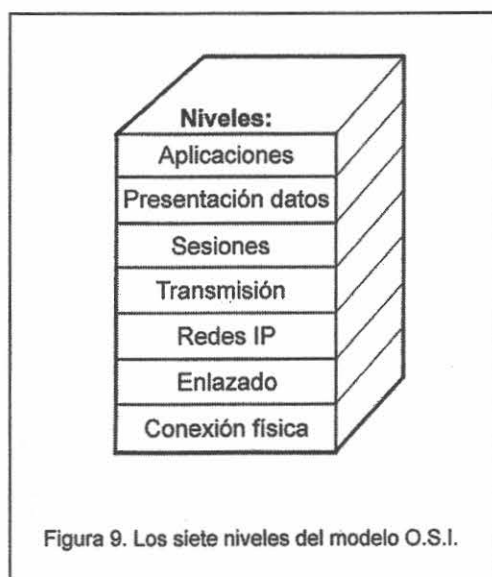 Niveles:
Aplicaciones
Presentación datos
Sesiones
Transmisión
Redes IP
Enlazado
Conexión física
Figura 9. Los siete niveles del modelo O.S.I.